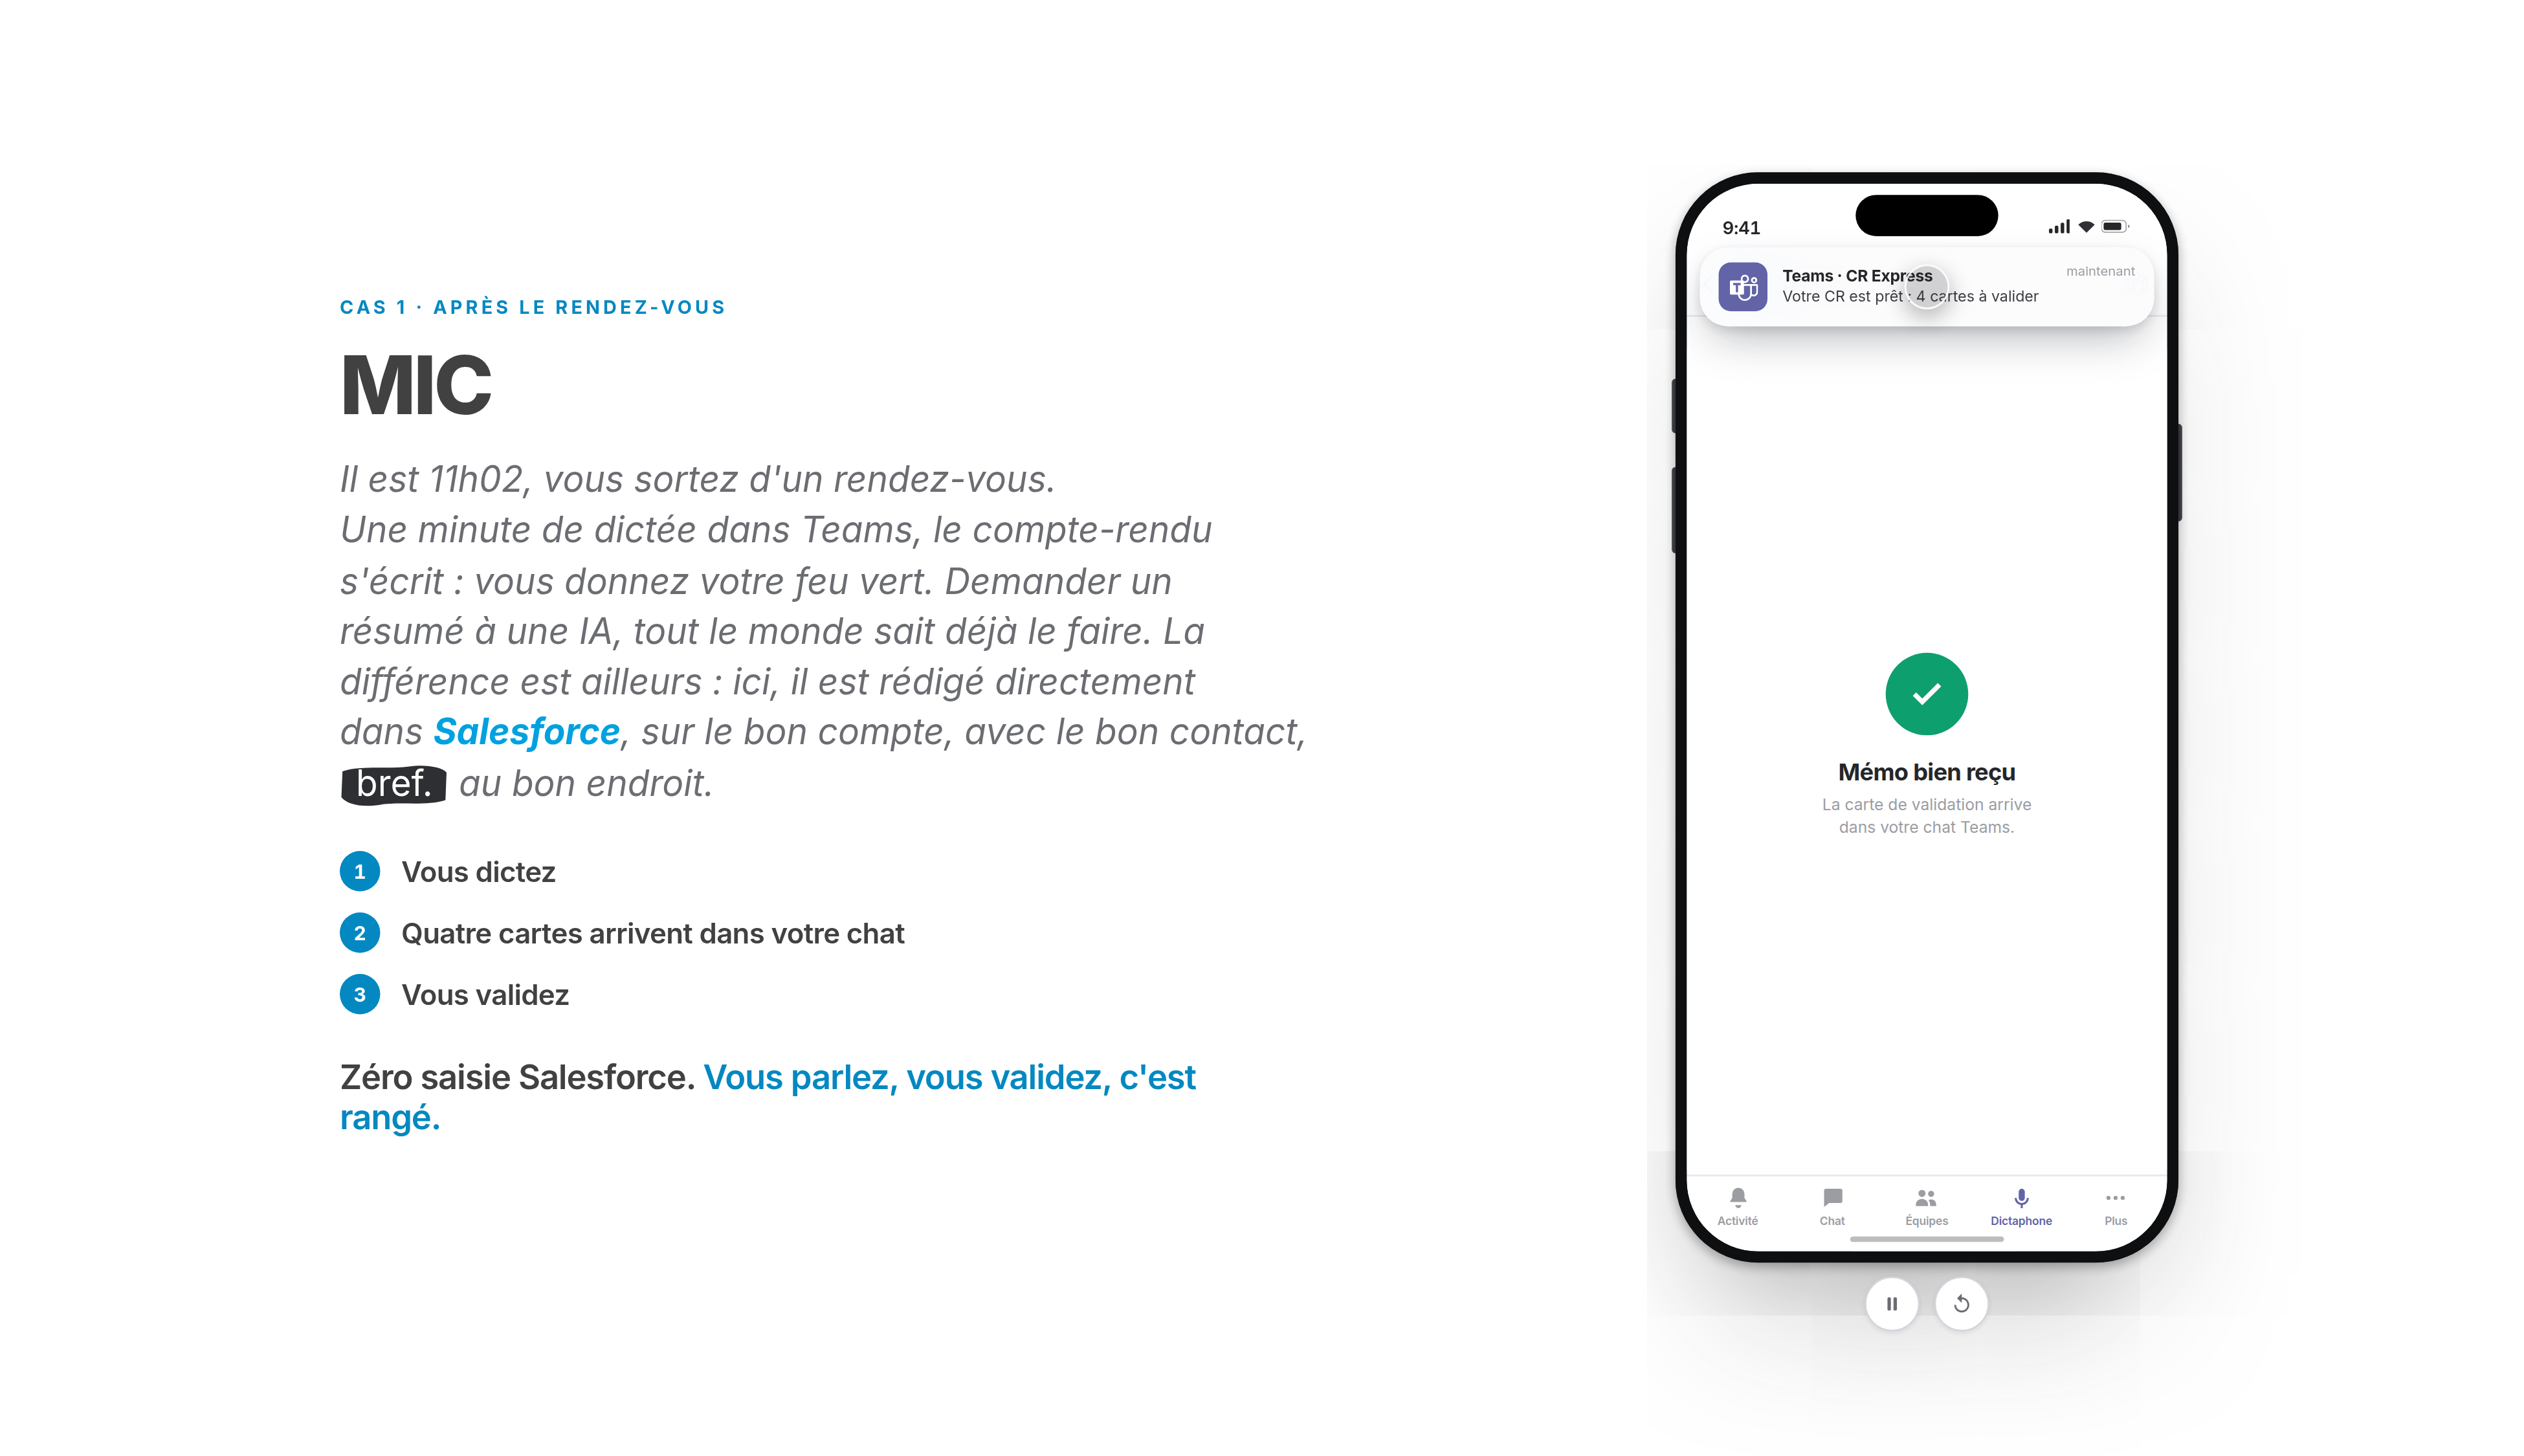 CAS 1 · APRÈS LE RENDEZ-VOUS
MIC
Il est 11h02, vous sortez d'un rendez-vous.
Une minute de dictée dans Teams, le compte-rendu
s'écrit : vous donnez votre feu vert. Demander un
résumé à une IA, tout le monde sait déjà le faire. La
différence est ailleurs : ici, il est rédigé directement
dans Salesforce, sur le bon compte, avec le bon contact,
bref. au bon endroit.
1 Vous dictez
2 Quatre cartes arrivent dans votre chat
3 Vous validez
Zéro saisie Salesforce. Vous parlez, vous validez, c'est
rangé.
9:41
Teams · CR Express
maintenant
Votre CR est prêt : 4 cartes à valider
Mémo bien reçu
La carte de validation arrive
dans votre chat Teams.
Activité Chat Équipes Dictaphone Plus